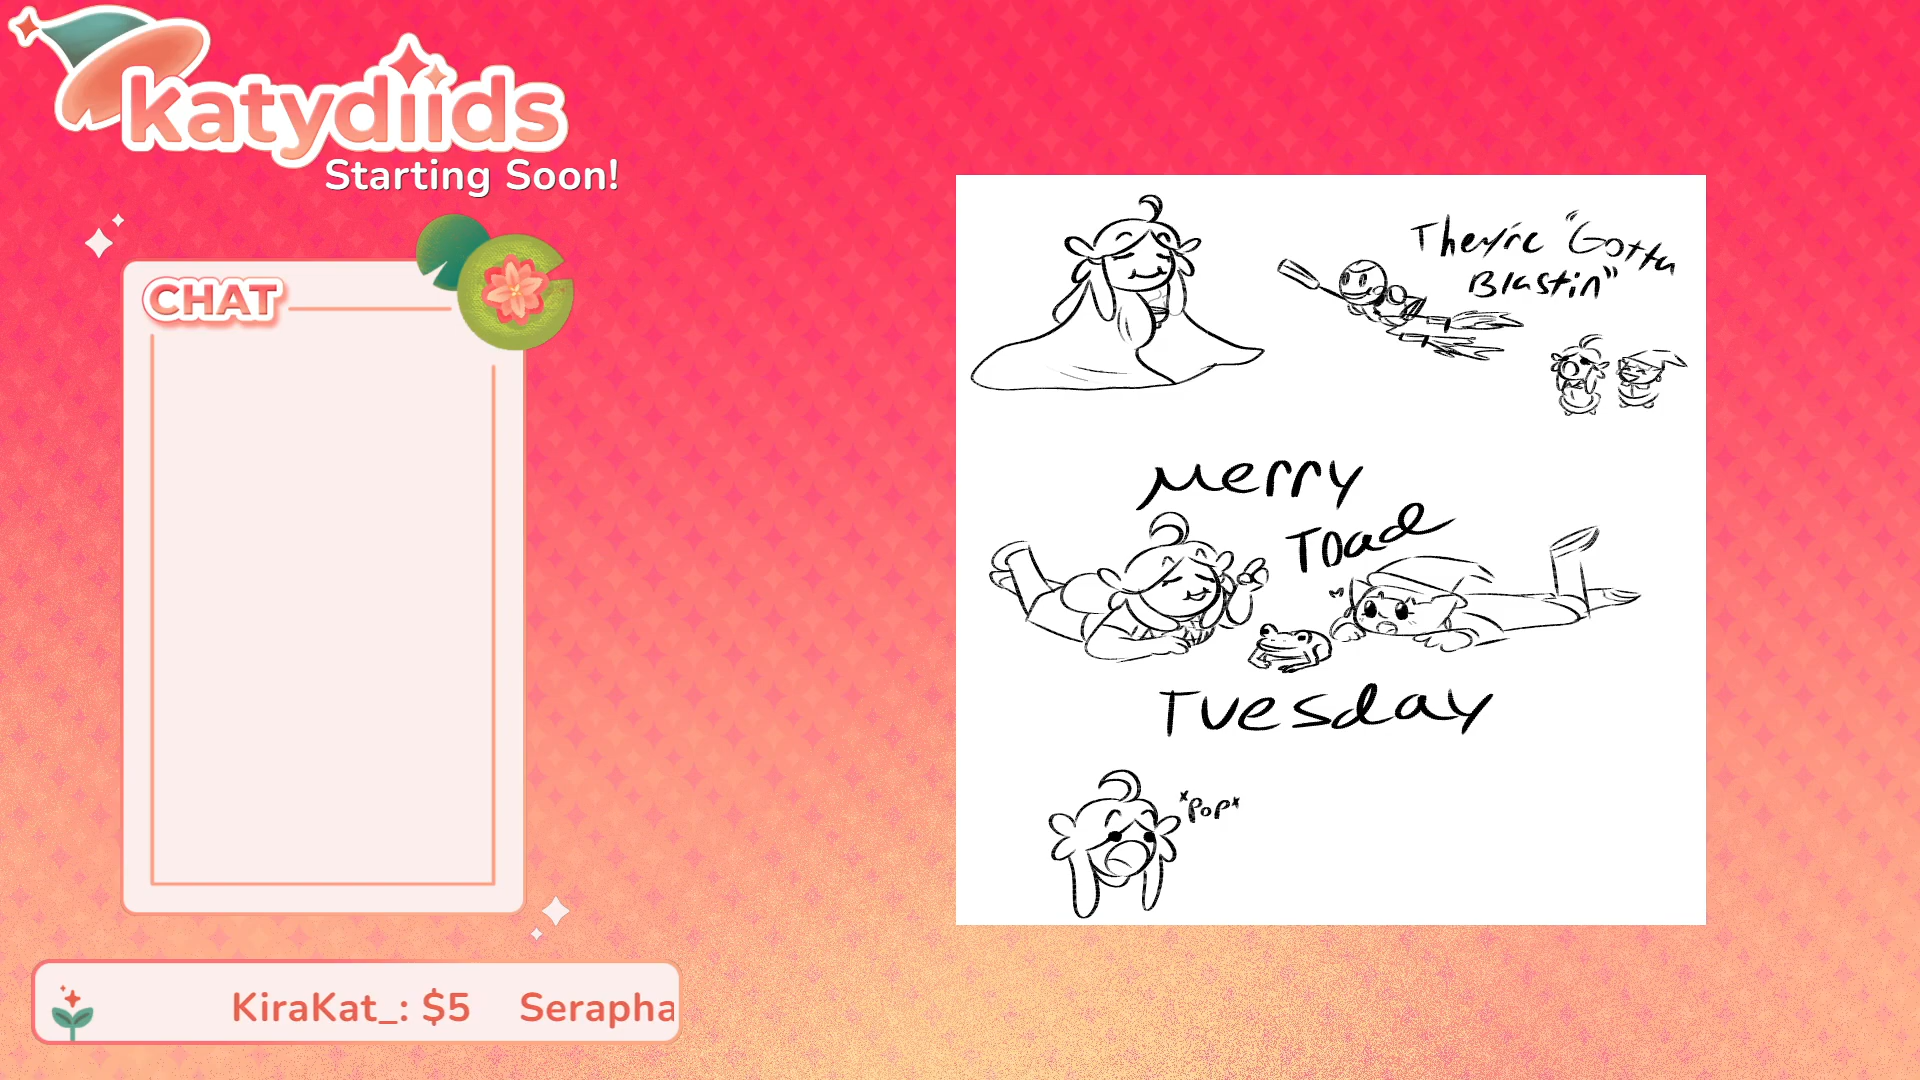 katydiids
Starting Soon!
CHAT
They're "Gotta
Blastin"
Merry
Toad
Tuesday
*pop*
KiraKat_: $5 Serapha